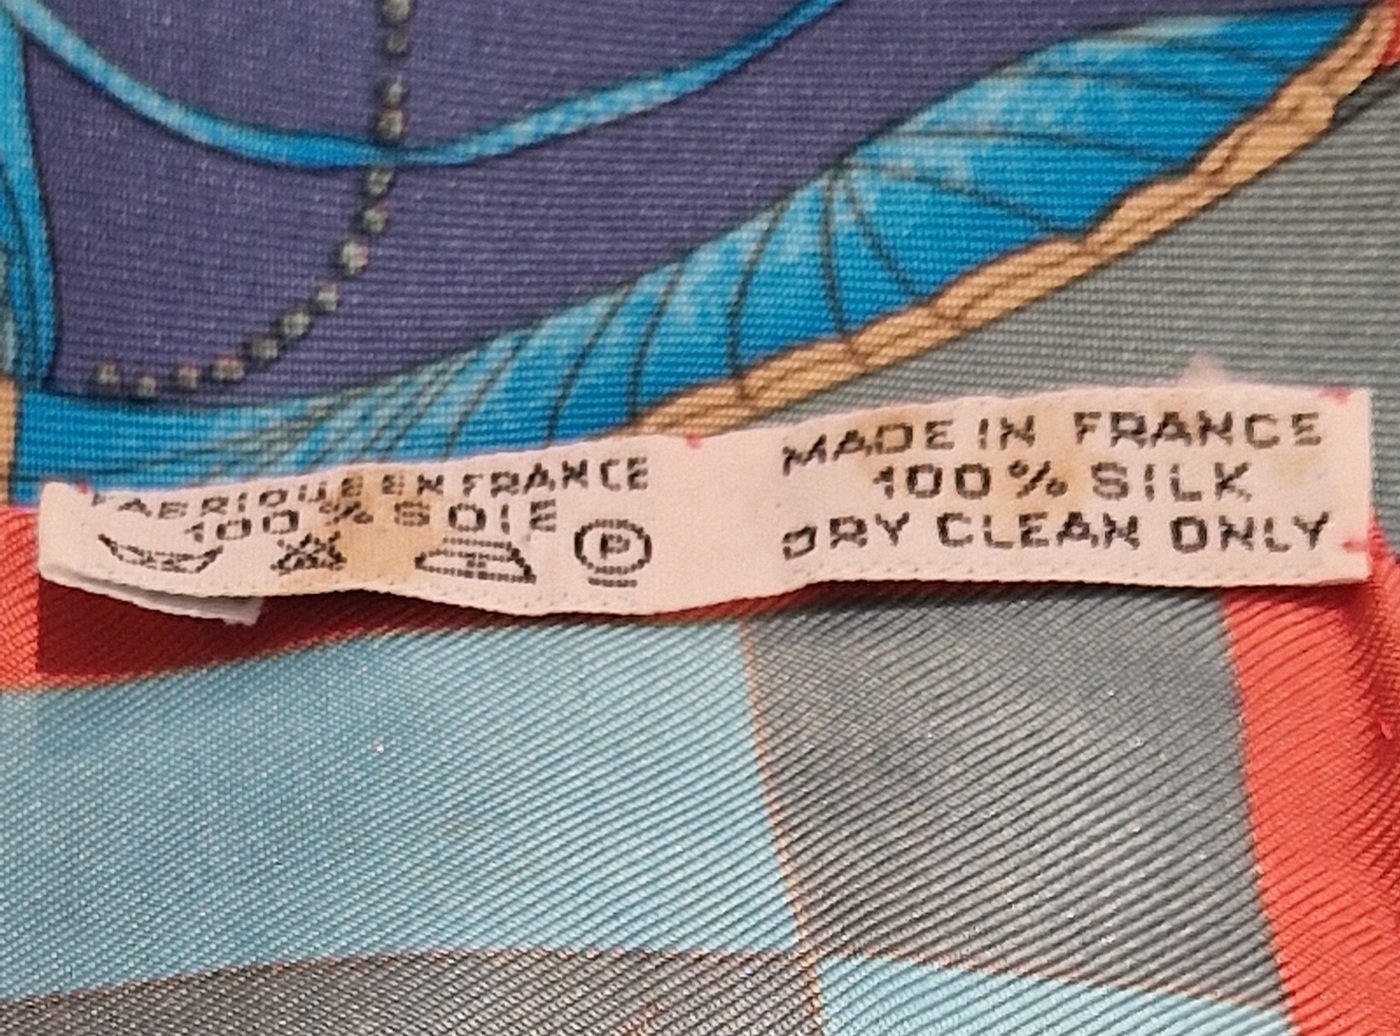 FABRIQUE EN FRANCE
100 % SOIE
P
MADE IN FRANCE
100% SILK
DRY CLEAN ONLY